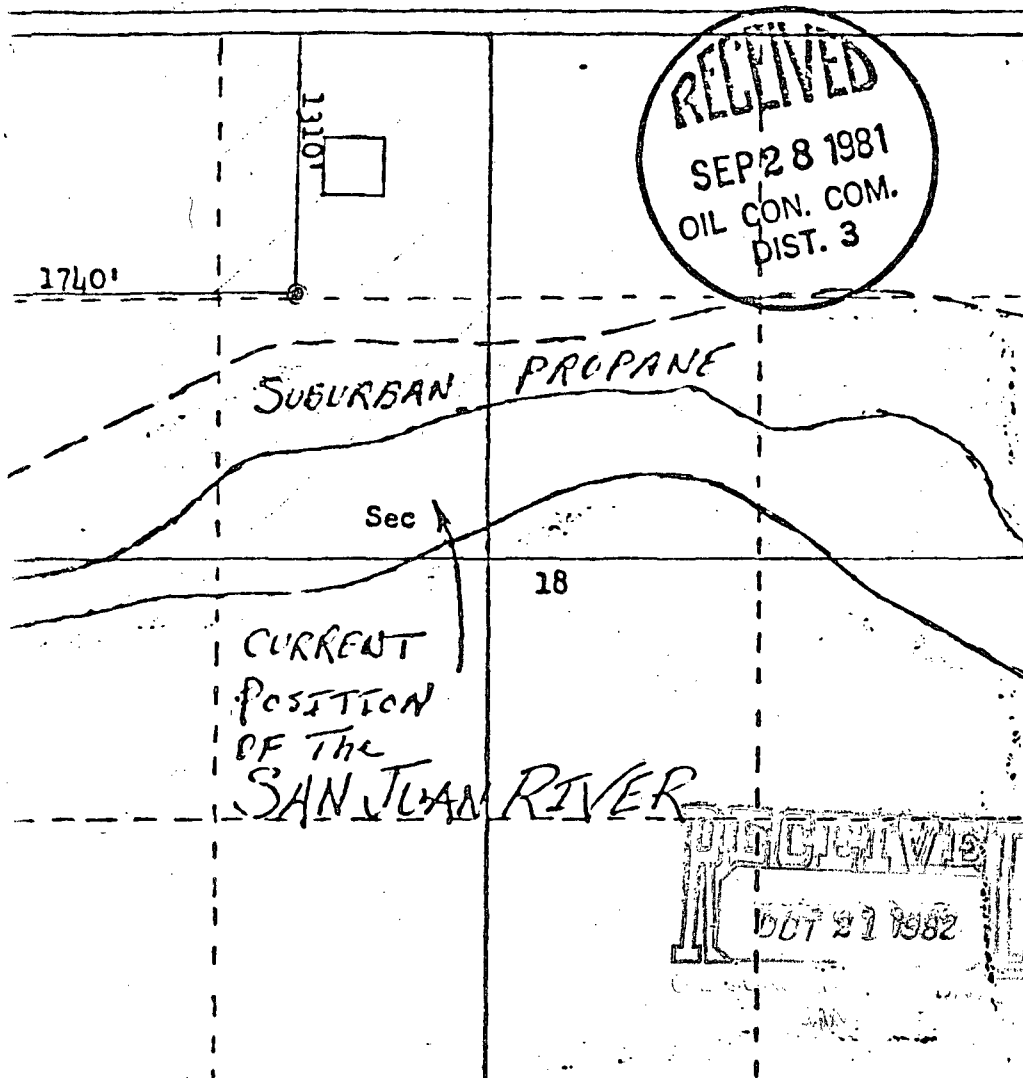 RECEIVED
SEP 28 1981
OIL CON. COM.
DIST. 3
1310'
1740'
SUBURBAN PROPANE
Sec
18
CURRENT
POSITION
OF The
SAN JUAN RIVER
RECEIVE
OCT 21 1982